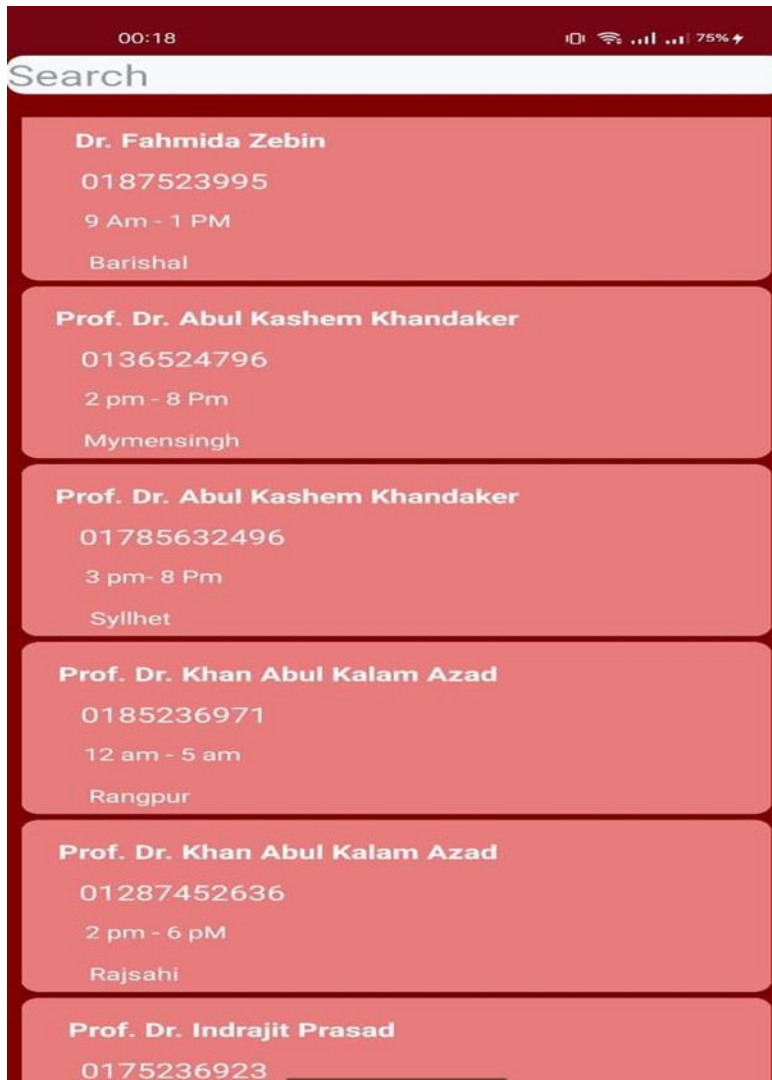 00:18
75%
Search
Dr. Fahmida Zebin
0187523995
9 Am - 1 PM
Barishal
Prof. Dr. Abul Kashem Khandaker
0136524796
2 pm - 8 Pm
Mymensingh
Prof. Dr. Abul Kashem Khandaker
01785632496
3 pm- 8 Pm
Syllhet
Prof. Dr. Khan Abul Kalam Azad
0185236971
12 am - 5 am
Rangpur
Prof. Dr. Khan Abul Kalam Azad
01287452636
2 pm - 6 pM
Rajsahi
Prof. Dr. Indrajit Prasad
0175236923